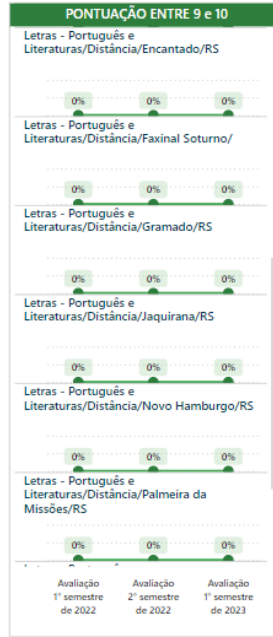 PONTUAÇÃO ENTRE 9 e 10
Letras - Português e
Literaturas/Distância/Encantado/RS
0% 0% 0%
Letras - Português e
Literaturas/Distância/Faxinal Soturno/
0% 0% 0%
Letras - Português e
Literaturas/Distância/Gramado/RS
0% 0% 0%
Letras - Português e
Literaturas/Distância/Jaquirana/RS
0% 0% 0%
Letras - Português e
Literaturas/Distância/Novo Hamburgo/RS
0% 0% 0%
Letras - Português e
Literaturas/Distância/Palmeira da
Missões/RS
0% 0% 0%
Avaliação Avaliação Avaliação
1° semestre 2° semestre 1° semestre
de 2022 de 2022 de 2023